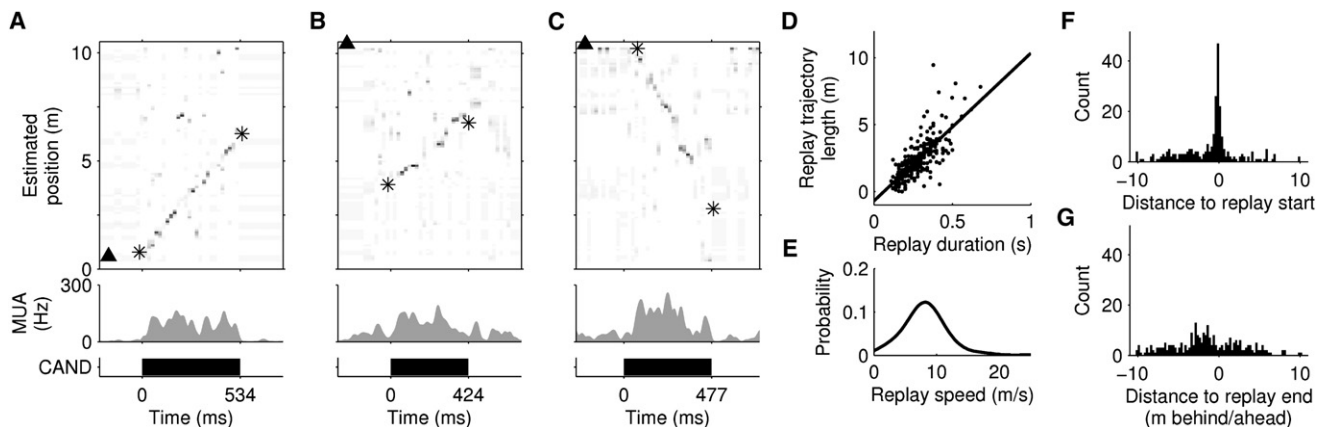 A
B
C
D
E
F
G
Estimated
position (m)
10
5
0
MUA
(Hz)
300
0
CAND
0
534
Time (ms)
0
424
Time (ms)
0
477
Time (ms)
Replay trajectory
length (m)
10
5
0
0
0.5
1
Replay duration (s)
Probability
0.2
0.1
0
0
10
20
Replay speed (m/s)
Count
40
20
0
−10
0
10
Distance to replay start
Count
40
20
0
−10
0
10
Distance to replay end
(m behind/ahead)